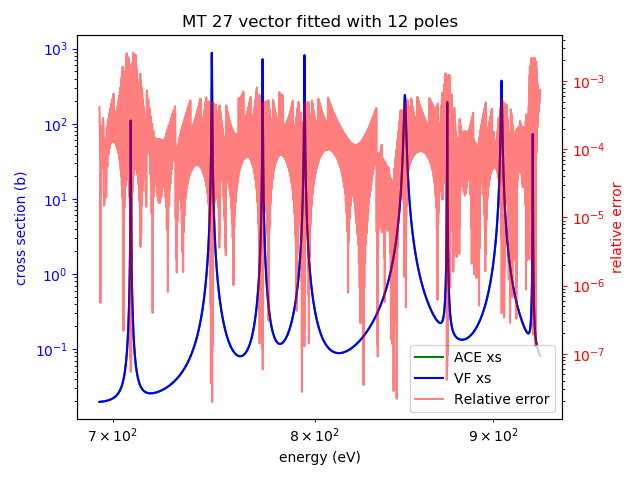 MT 27 vector fitted with 12 poles
10³
10²
10¹
10⁰
10⁻¹
cross section (b)
10⁻³
10⁻⁴
10⁻⁵
10⁻⁶
10⁻⁷
relative error
ACE xs
VF xs
Relative error
7 × 10²
8 × 10²
9 × 10²
energy (eV)